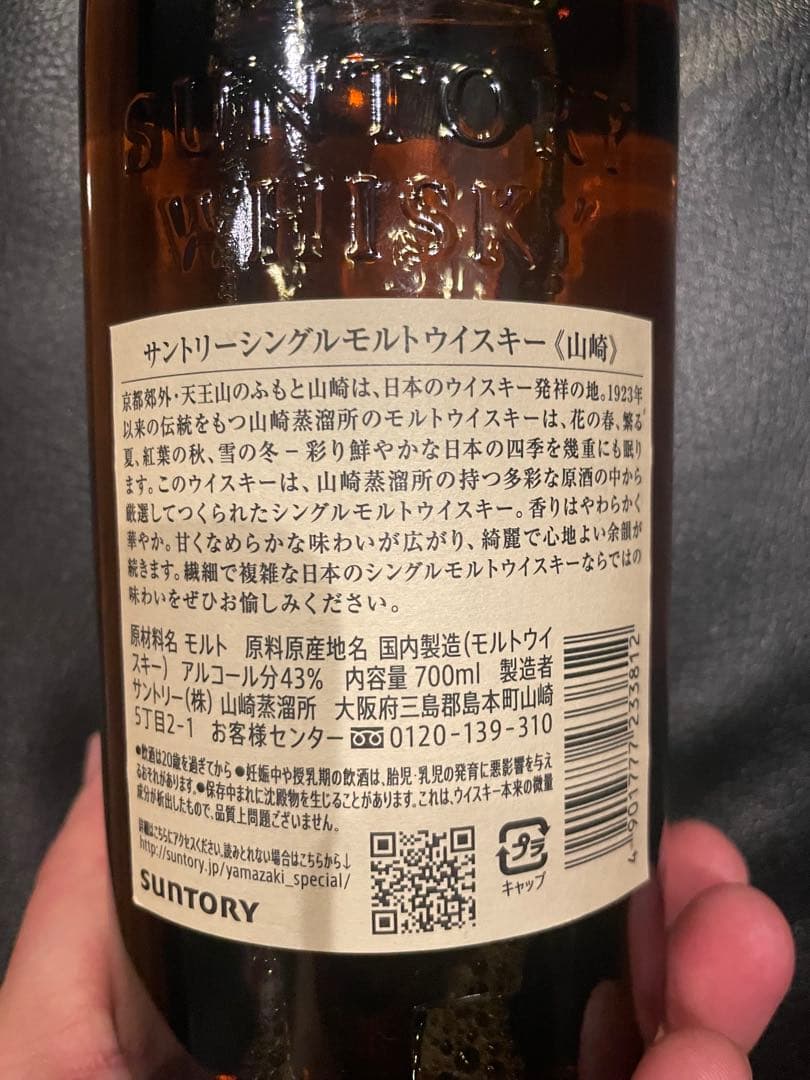 SUNTORY
WHISKY
サントリーシングルモルトウイスキー《山崎》
京都郊外・天王山のふもと山崎は、日本のウイスキー発祥の地。1923年
以来の伝統をもつ山崎蒸溜所のモルトウイスキーは、花の春、繁る
夏、紅葉の秋、雪の冬－彩り鮮やかな日本の四季を幾重にも眠り
ます。このウイスキーは、山崎蒸溜所の持つ多彩な原酒の中から
厳選してつくられたシングルモルトウイスキー。香りはやわらかく
華やか。甘くなめらかな味わいが広がり、綺麗で心地よい余韻が
続きます。繊細で複雑な日本のシングルモルトウイスキーならではの
味わいをぜひお愉しみください。
原材料名 モルト 原料原産地名 国内製造(モルトウイ
スキー) アルコール分43% 内容量 700ml 製造者
サントリー(株) 山崎蒸溜所 大阪府三島郡島本町山崎
5丁目2-1 お客様センター 0120-139-310
●飲酒は20歳を過ぎてから ●妊娠中や授乳期の飲酒は、胎児・乳児の発育に悪影響を与え
るおそれがあります。●保存中まれに沈殿物を生じることがあります。これは、ウイスキー本来の微量
成分が析出したもので、品質上問題ございません。
詳細はこちらにアクセスください。読みとれない場合はこちらから↓
http://suntory.jp/yamazaki_special/
SUNTORY
プラ
キャップ
4 901777 233812